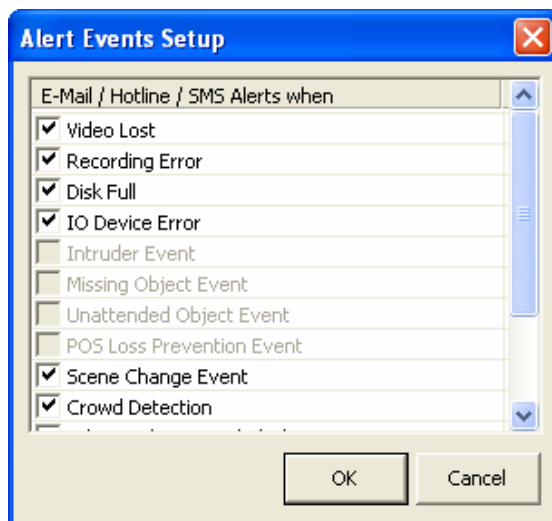 Alert Events Setup
E-Mail / Hotline / SMS Alerts when
Video Lost
Recording Error
Disk Full
IO Device Error
Intruder Event
Missing Object Event
Unattended Object Event
POS Loss Prevention Event
Scene Change Event
Crowd Detection
OK Cancel